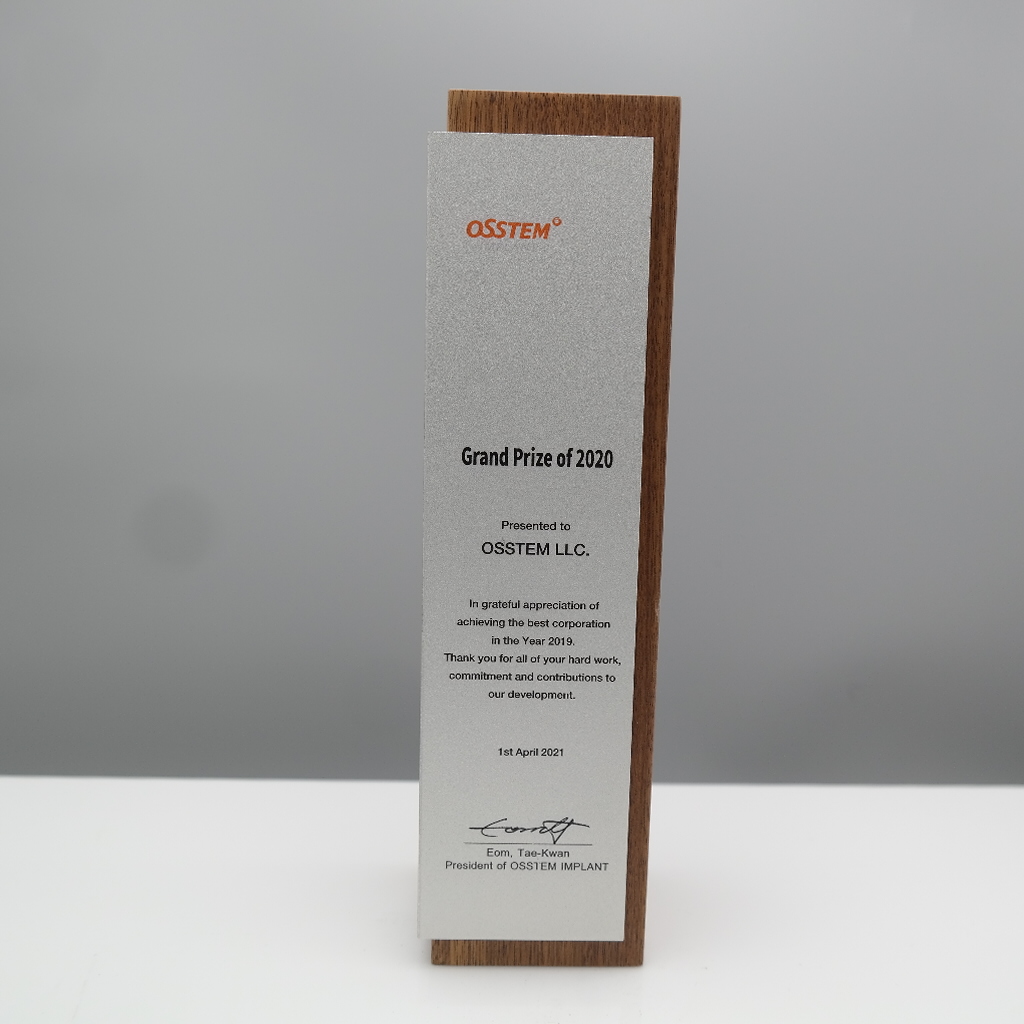 OSSTEM
Grand Prize of 2020
Presented to
OSSTEM LLC.
In grateful appreciation of
achieving the best corporation
in the Year 2019.
Thank you for all of your hard work,
commitment and contributions to
our development.
1st April 2021
Eom, Tae-Kwan
President of OSSTEM IMPLANT